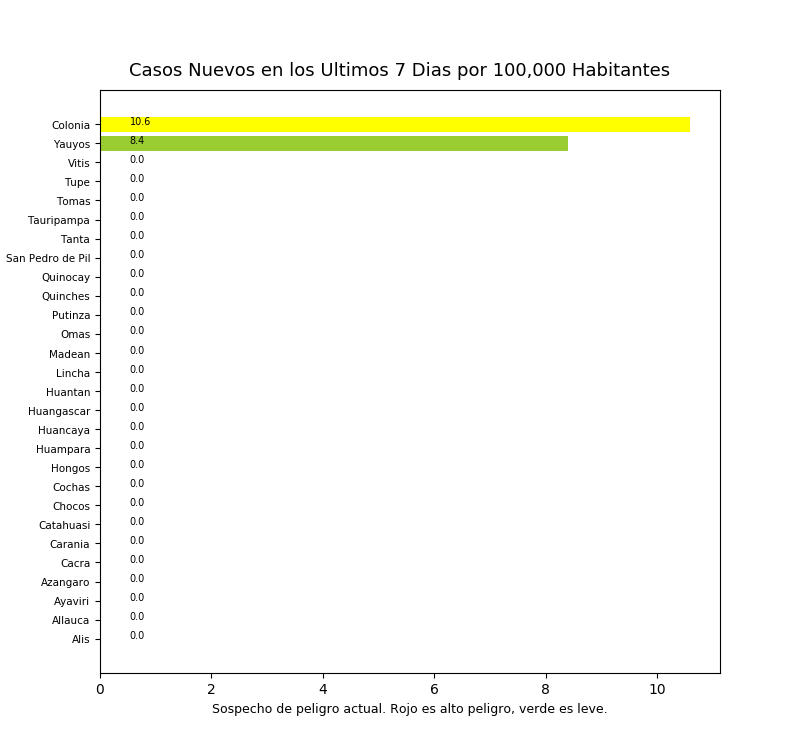 Casos Nuevos en los Ultimos 7 Dias por 100,000 Habitantes
Colonia 10.6
Yauyos 8.4
Vitis 0.0
Tupe 0.0
Tomas 0.0
Tauripampa 0.0
Tanta 0.0
San Pedro de Pil 0.0
Quinocay 0.0
Quinches 0.0
Putinza 0.0
Omas 0.0
Madean 0.0
Lincha 0.0
Huantan 0.0
Huangascar 0.0
Huancaya 0.0
Huampara 0.0
Hongos 0.0
Cochas 0.0
Chocos 0.0
Catahuasi 0.0
Carania 0.0
Cacra 0.0
Azangaro 0.0
Ayaviri 0.0
Allauca 0.0
Alis 0.0
0 2 4 6 8 10
Sospecho de peligro actual. Rojo es alto peligro, verde es leve.